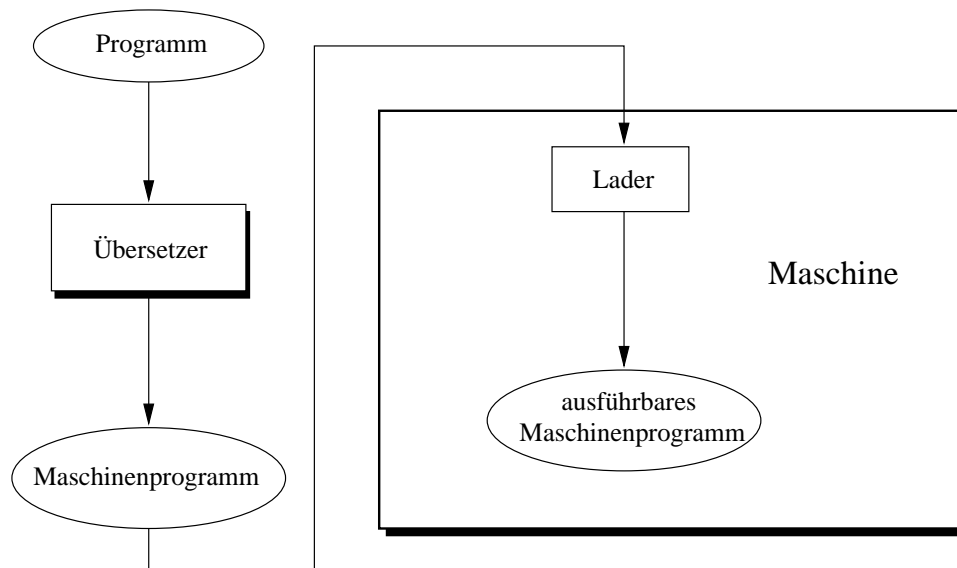 Programm
Übersetzer
Maschinenprogramm
Lader
Maschine
ausführbares
Maschinenprogramm